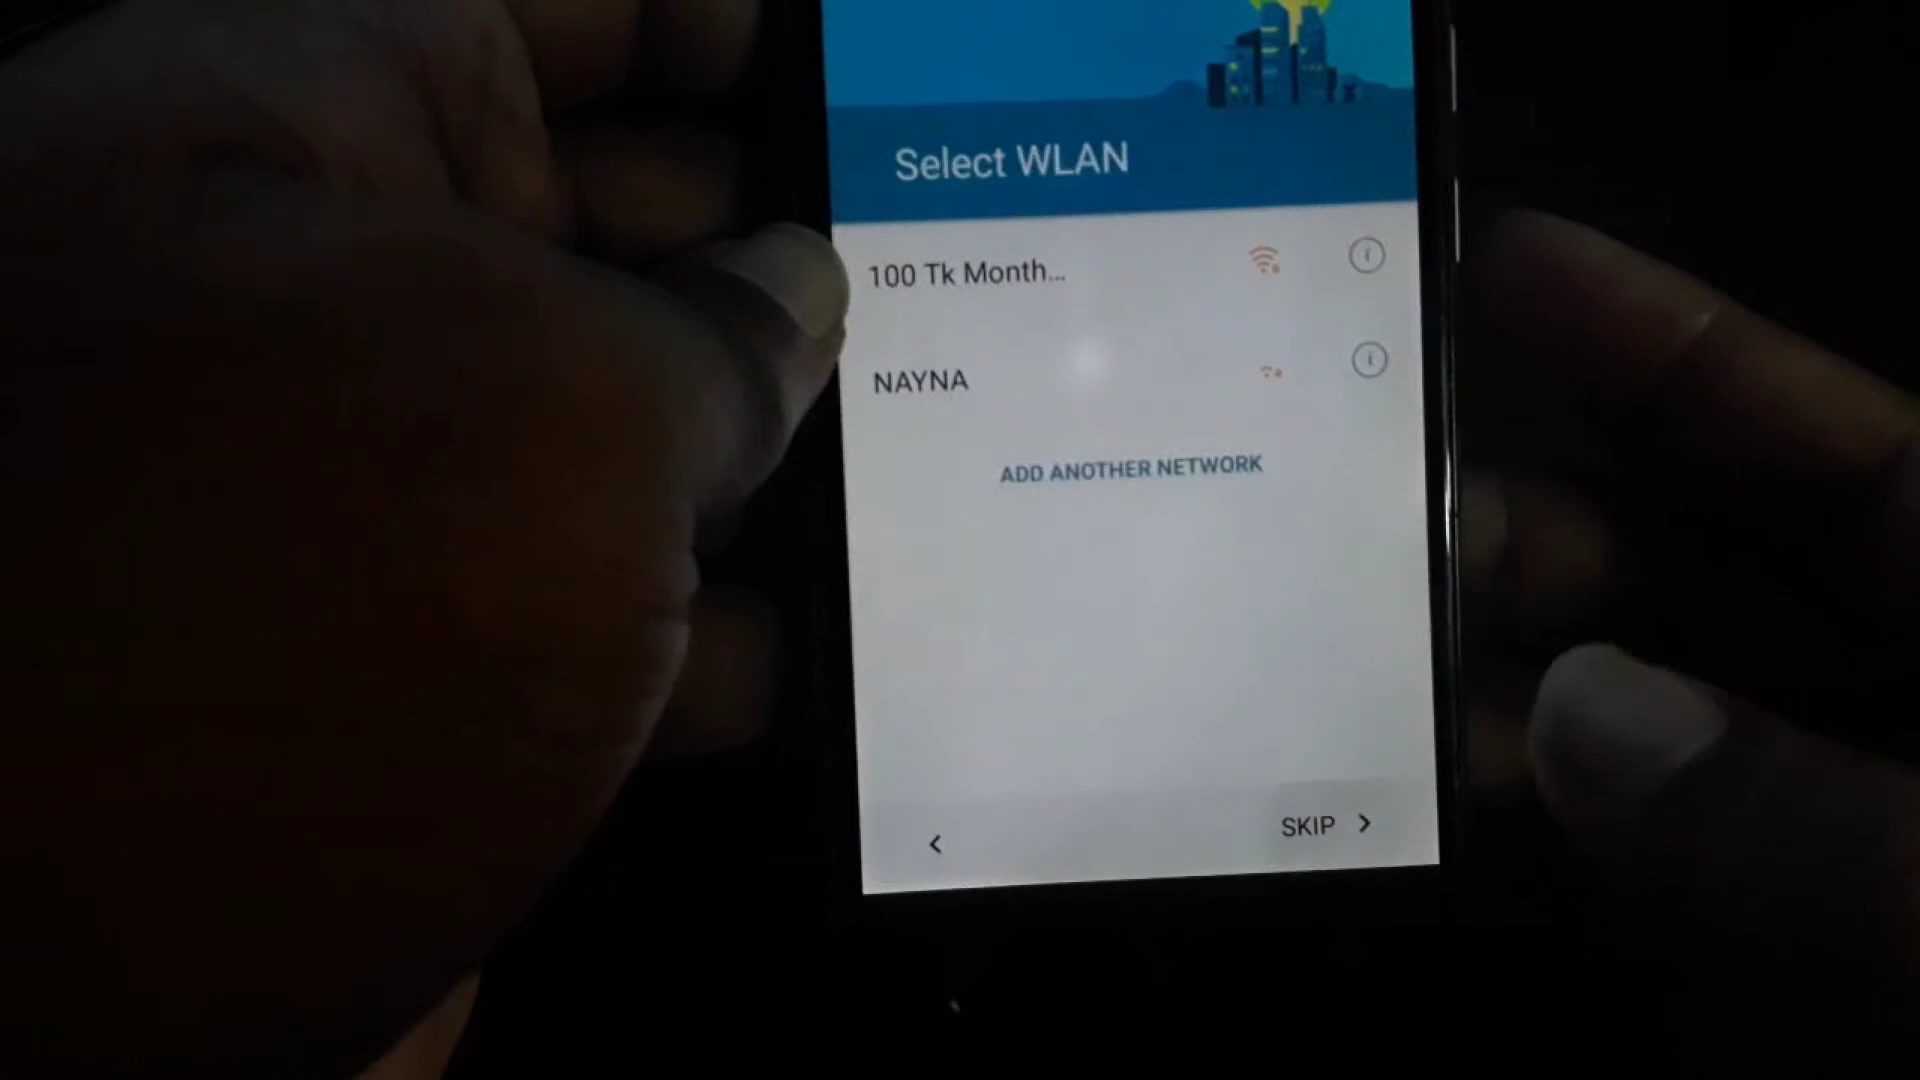 Select WLAN
100 Tk Month...
NAYNA
ADD ANOTHER NETWORK
SKIP